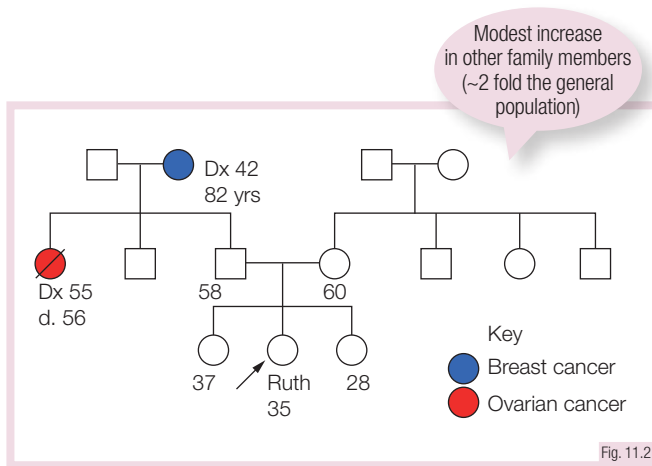 Modest increase
in other family members
(~2 fold the general
population)
Dx 42
82 yrs
Dx 55
d. 56
58
60
37
Ruth
35
28
Key
Breast cancer
Ovarian cancer
Fig. 11.2